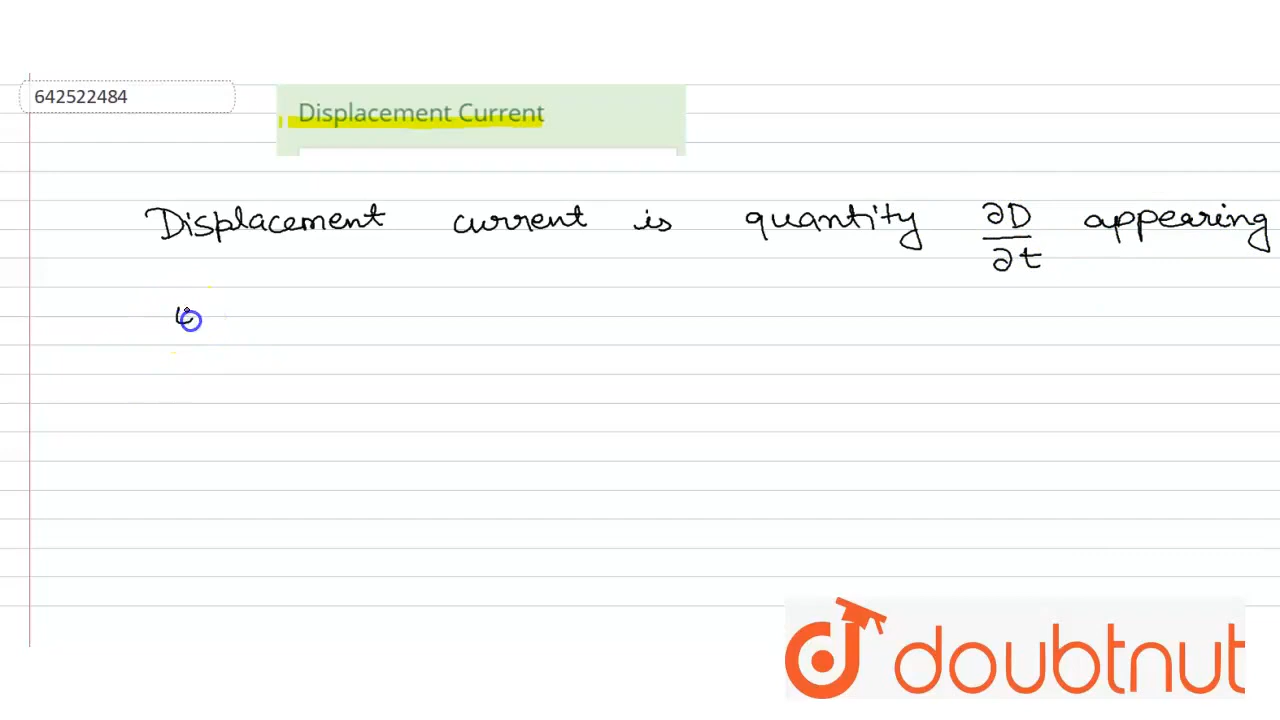 642522484
Displacement Current
Displacement current is quantity ∂D/∂t appearing
doubtnut